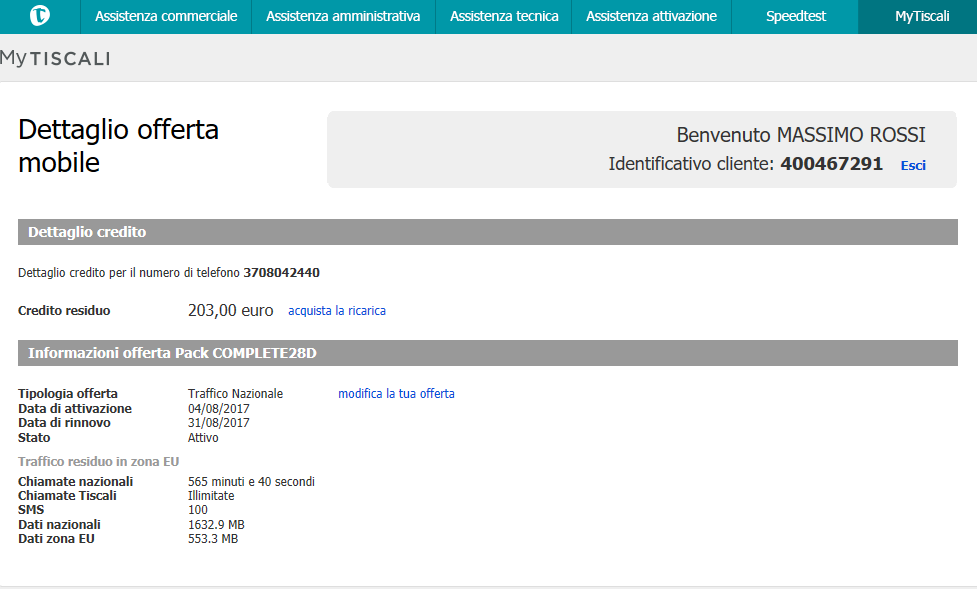 Assistenza commerciale Assistenza amministrativa Assistenza tecnica Assistenza attivazione Speedtest MyTiscali
My TISCALI
Dettaglio offerta
mobile
Benvenuto MASSIMO ROSSI
Identificativo cliente: 400467291 Esci
Dettaglio credito
Dettaglio credito per il numero di telefono 3708042440
Credito residuo 203,00 euro acquista la ricarica
Informazioni offerta Pack COMPLETE28D
Tipologia offerta Traffico Nazionale modifica la tua offerta
Data di attivazione 04/08/2017
Data di rinnovo 31/08/2017
Stato Attivo
Traffico residuo in zona EU
Chiamate nazionali 565 minuti e 40 secondi
Chiamate Tiscali Illimitate
SMS 100
Dati nazionali 1632.9 MB
Dati zona EU 553.3 MB